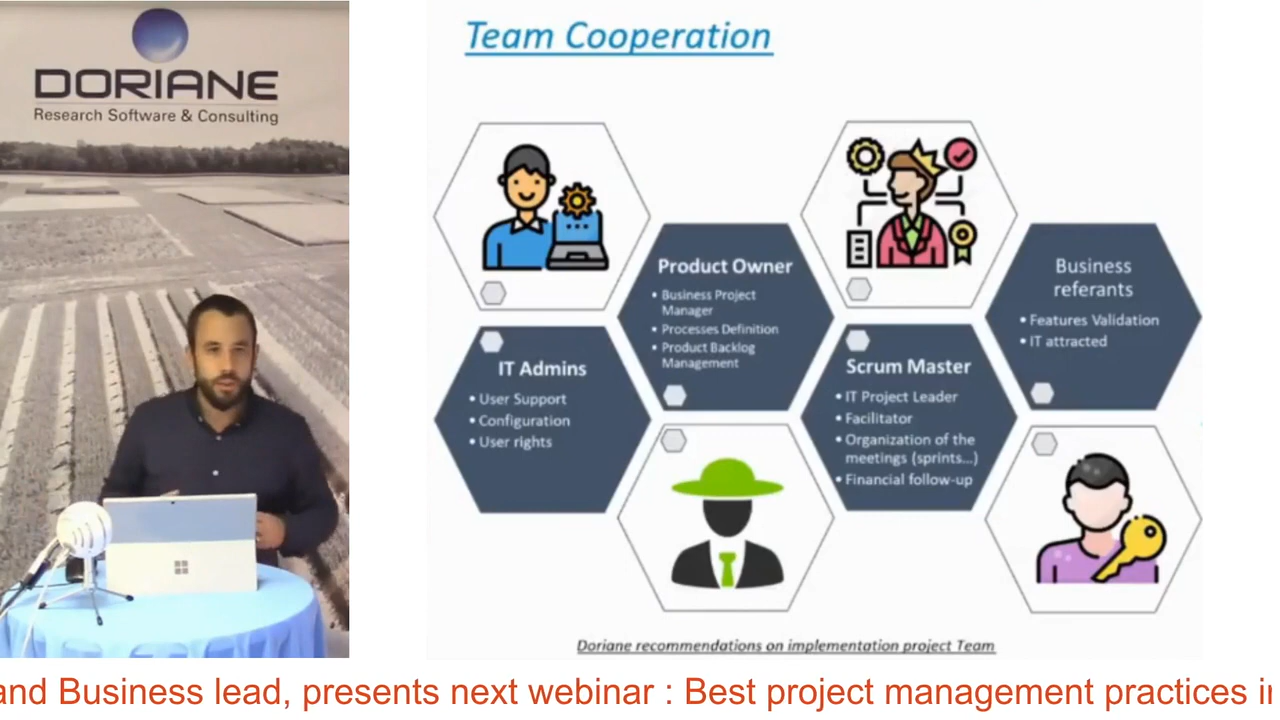 DORIANE
Research Software & Consulting
Team Cooperation
Product Owner
• Business Project
Manager
• Processes Definition
• Product Backlog
Management
Business
referants
• Features Validation
• IT attracted
IT Admins
• User Support
• Configuration
• User rights
Scrum Master
• IT Project Leader
• Facilitator
• Organization of the
meetings (sprints...)
• Financial follow-up
Doriane recommendations on implementation project Team
and Business lead, presents next webinar : Best project management practices in